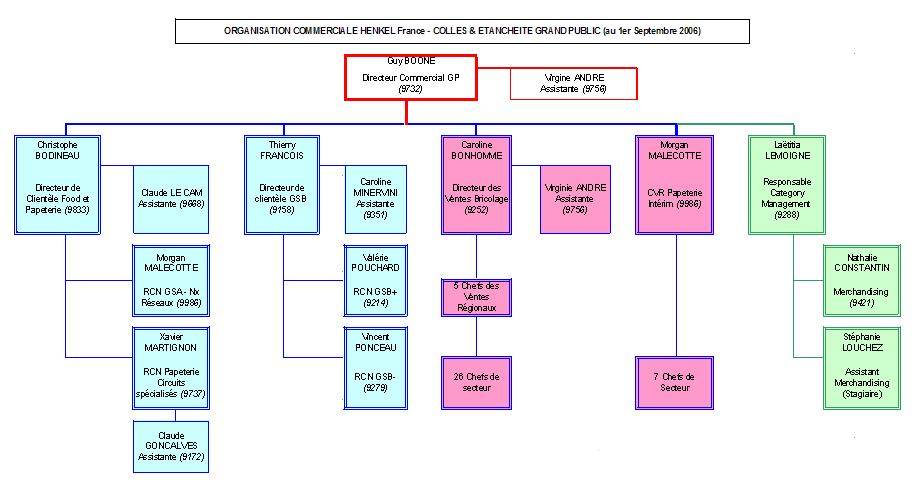 ORGANISATION COMMERCIALE HENKEL France - COLLES & ETANCHEITE GRAND PUBLIC (au 1er Septembre 2006)
Guy BOONE
Directeur Commercial GP
(9732)
Virgine ANDRE
Assistante (9756)
Christophe
BODINEAU
Directeur de
Clientèle Food et
Papeterie (9833)
Claude LE CAM
Assistante (9668)
Morgan
MALECOTTE
RCN GSA - Nx
Réseaux (9986)
Xavier
MARTIGNON
RCN Papeterie
Circuits
spécialisés (9737)
Claude
GONCALVES
Assistante (9172)
Thierry
FRANCOIS
Directeur de
clientèle GSB
(9158)
Caroline
MINERVINI
Assistante
(9351)
Valérie
POUCHARD
RCN GSB+
(9214)
Vincent
PONCEAU
RCN GSB-
(9279)
Caroline
BONHOMME
Directeur des
Ventes Bricolage
(9252)
Virginie ANDRE
Assistante
(9756)
5 Chefs des
Ventes
Régionaux
26 Chefs de
secteur
Morgan
MALECOTTE
CVR Papeterie
Intérim (9986)
7 Chefs de
Secteur
Laëtitia
LEMOIGNE
Responsable
Category
Management
(9288)
Nathalie
CONSTANTIN
Merchandising
(9421)
Stéphanie
LOUCHEZ
Assistant
Merchandising
(Stagiaire)